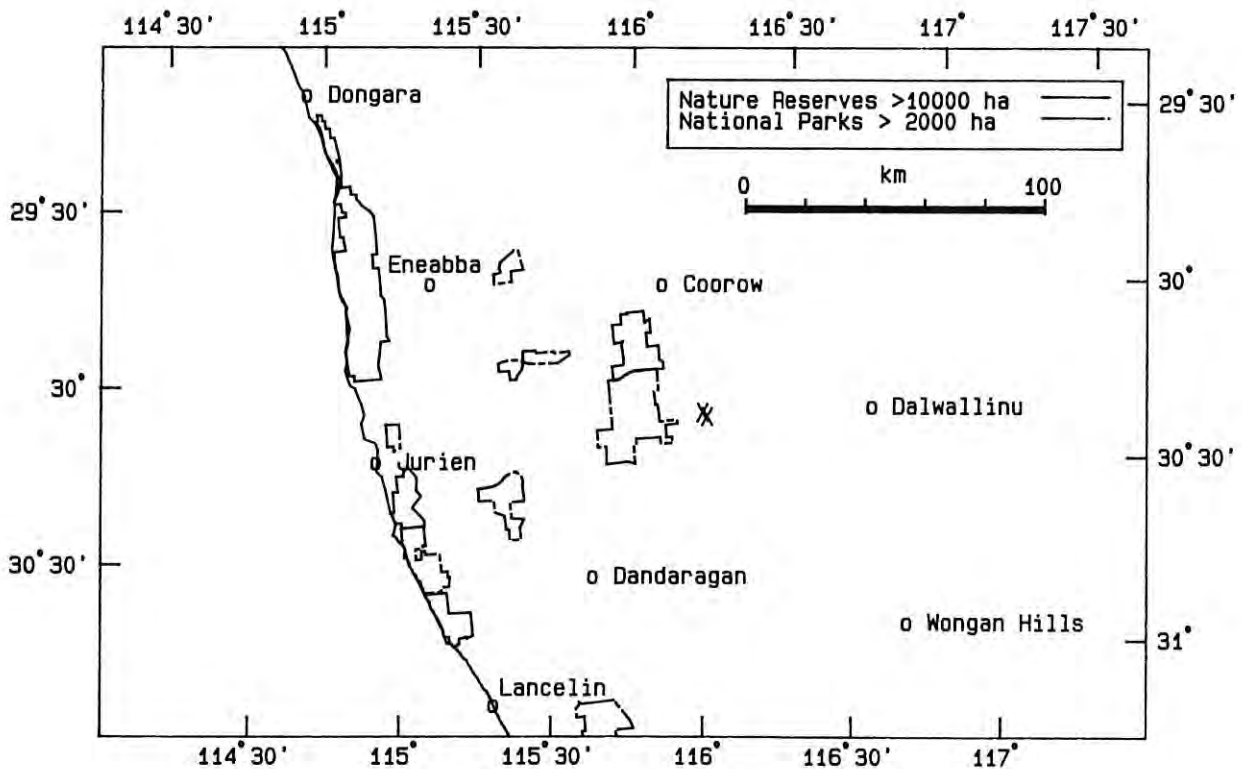 114°30' 115° 115°30' 116° 116°30' 117° 117°30'
Dongara
Nature Reserves >10000 ha
National Parks > 2000 ha
29°30'
km
0 100
29°30'
Eneabba
Coorow
30°
30°
Dalwallinu
Jurien
30°30'
30°30'
Dandaragan
Wongan Hills
31°
Lancelin
114°30' 115° 115°30' 116° 116°30' 117°